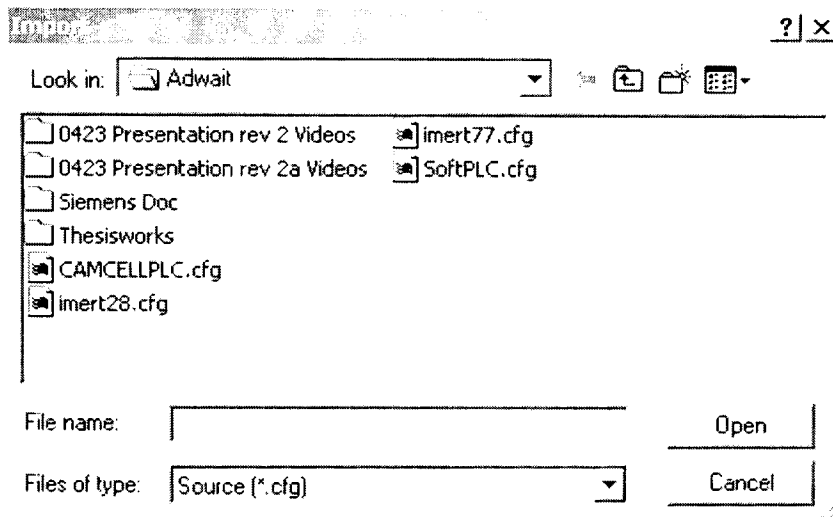 Import
? ×
Look in: Adwait
0423 Presentation rev 2 Videos
0423 Presentation rev 2a Videos
Siemens Doc
Thesisworks
CAMCELLPLC.cfg
imert28.cfg
imert77.cfg
SoftPLC.cfg
File name:
Open
Files of type: Source (*.cfg)
Cancel